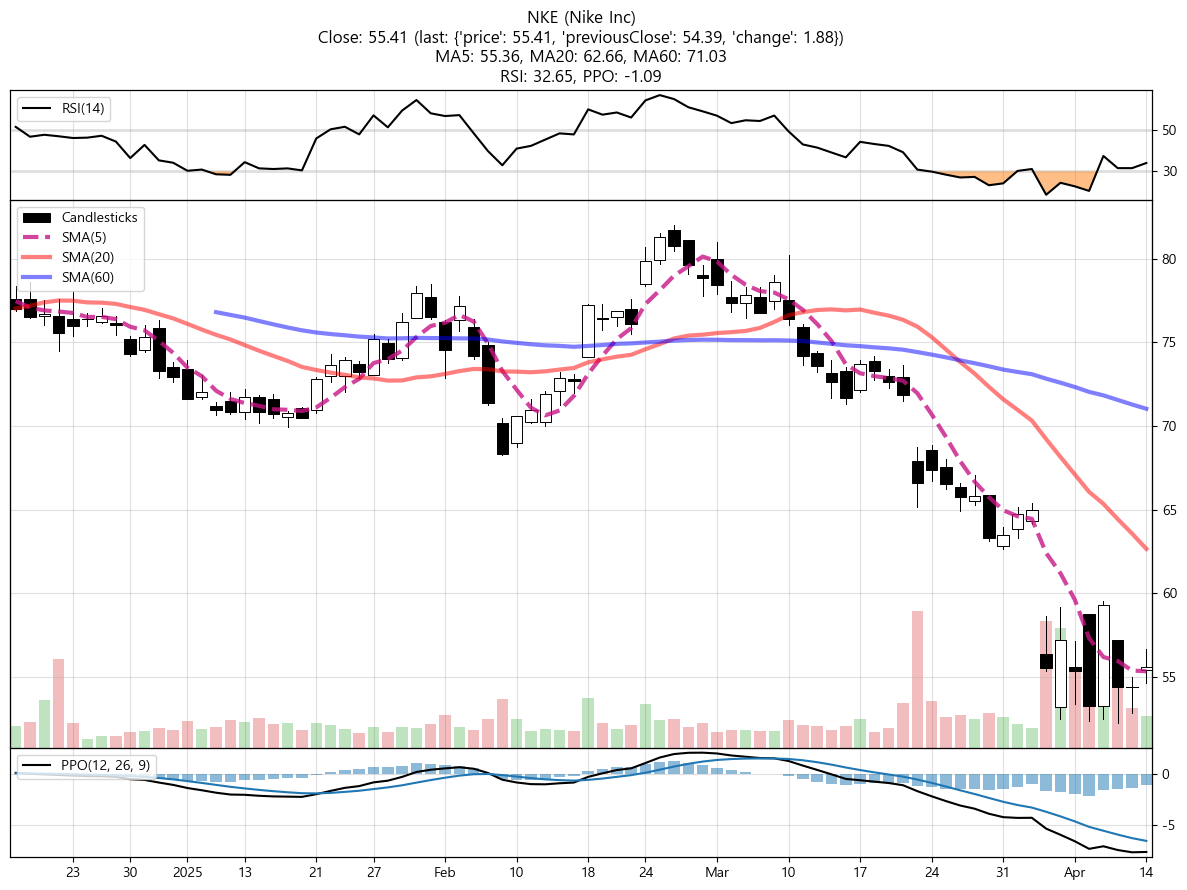 NKE (Nike Inc)
Close: 55.41 (last: {'price': 55.41, 'previousClose': 54.39, 'change': 1.88})
MA5: 55.36, MA20: 62.66, MA60: 71.03
RSI: 32.65, PPO: -1.09
RSI(14)
50
30
Candlesticks
SMA(5)
SMA(20)
SMA(60)
80
75
70
65
60
55
PPO(12, 26, 9)
0
-5
23 30 2025 13 21 27 Feb 10 18 24 Mar 10 17 24 31 Apr 14